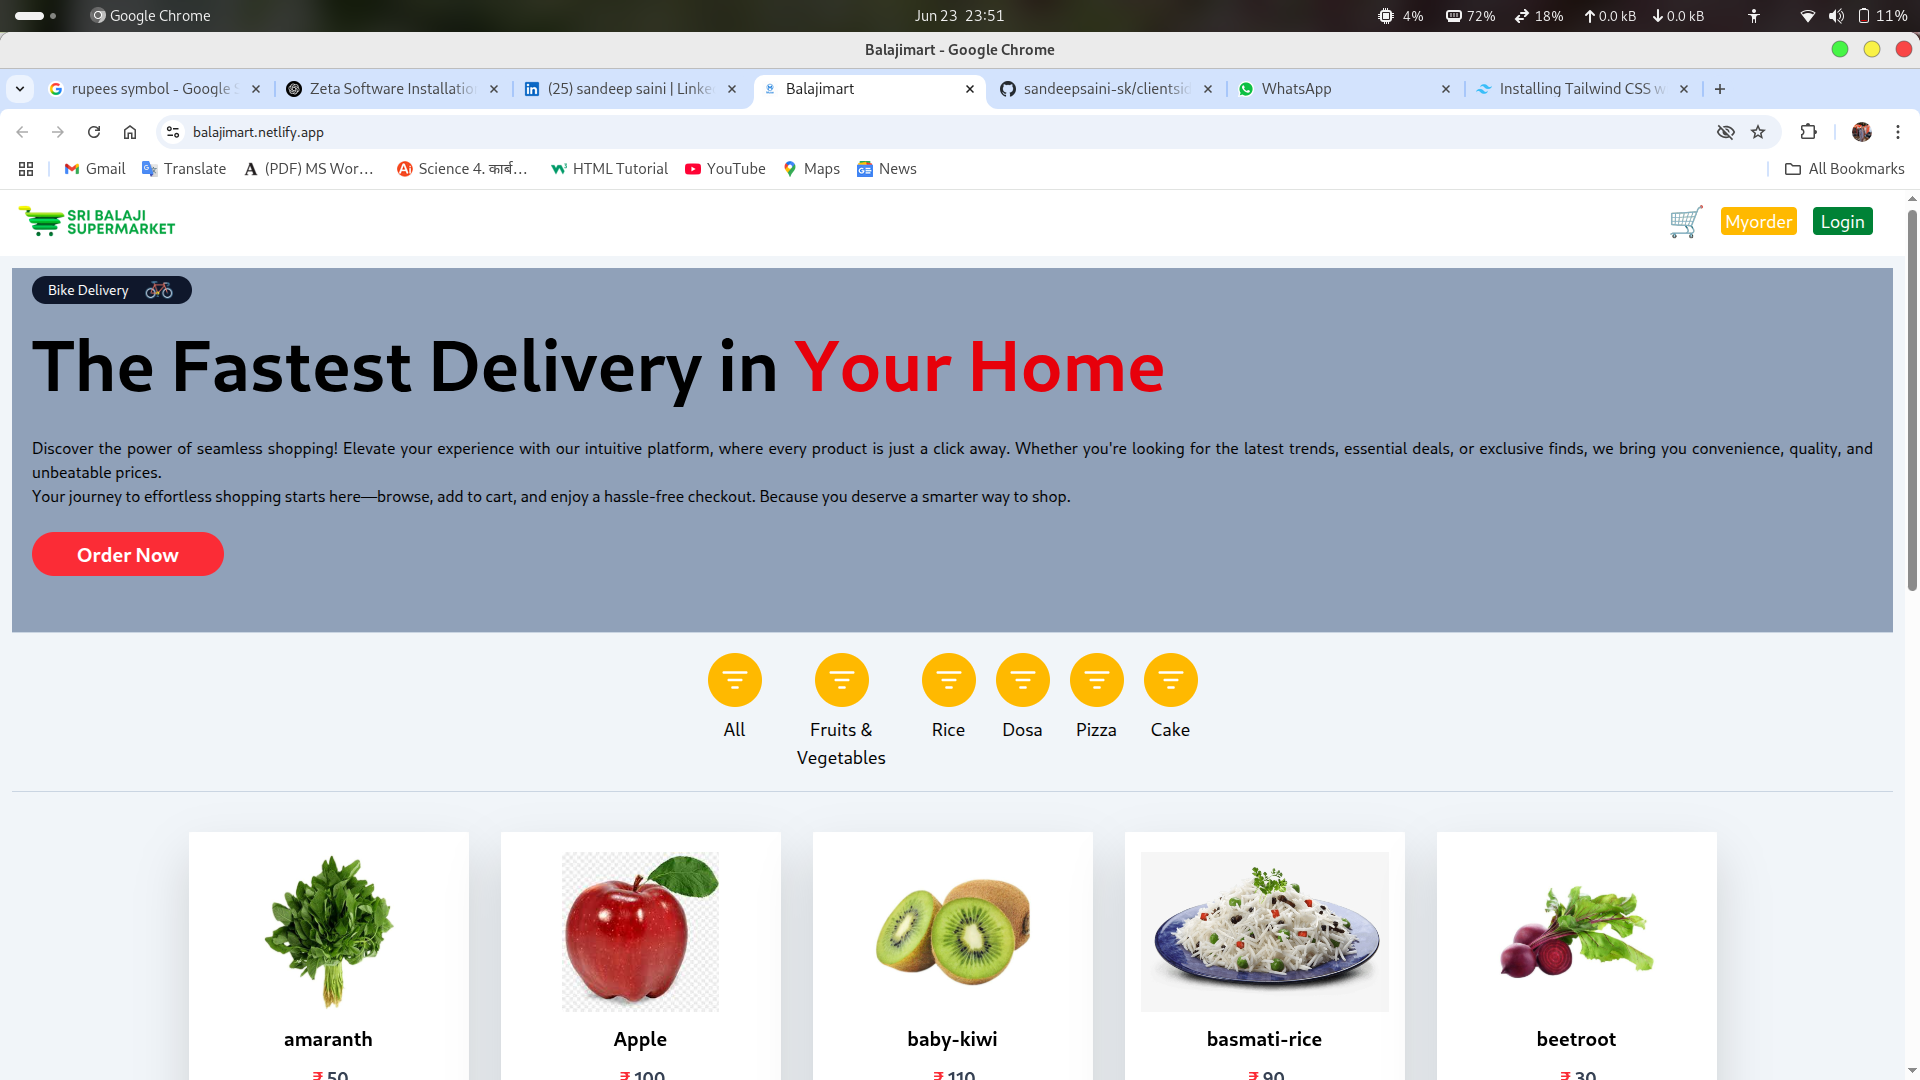 Google Chrome
Jun 23 23:51
4% 72% 18% 0.0 kB 0.0 kB 11%
Balajimart - Google Chrome
rupees symbol - Google S
Zeta Software Installation
(25) sandeep saini | Linke
Balajimart
sandeepsaini-sk/clientsid
WhatsApp
Installing Tailwind CSS w
balajimart.netlify.app
Gmail
Translate
(PDF) MS Wor...
Science 4. कार्ब...
HTML Tutorial
YouTube
Maps
News
All Bookmarks
SRI BALAJI
SUPERMARKET
Myorder
Login
Bike Delivery
The Fastest Delivery in Your Home
Discover the power of seamless shopping! Elevate your experience with our intuitive platform, where every product is just a click away. Whether you're looking for the latest trends, essential deals, or exclusive finds, we bring you convenience, quality, and
unbeatable prices.
Your journey to effortless shopping starts here—browse, add to cart, and enjoy a hassle-free checkout. Because you deserve a smarter way to shop.
Order Now
All
Fruits &
Vegetables
Rice
Dosa
Pizza
Cake
amaranth
Apple
baby-kiwi
basmati-rice
beetroot
₹ 50
₹ 100
₹ 110
₹ 90
₹ 30